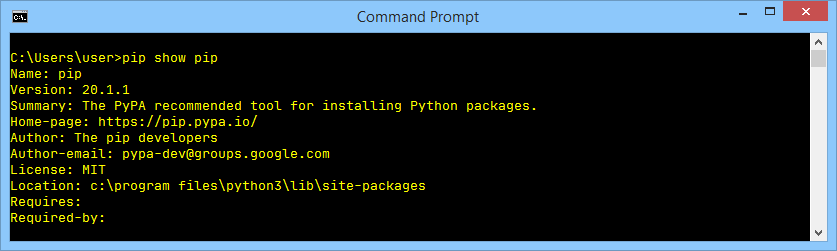 Command Prompt
C:\Users\user>pip show pip
Name: pip
Version: 20.1.1
Summary: The PyPA recommended tool for installing Python packages.
Home-page: https://pip.pypa.io/
Author: The pip developers
Author-email: pypa-dev@groups.google.com
License: MIT
Location: c:\program files\python3\lib\site-packages
Requires:
Required-by: